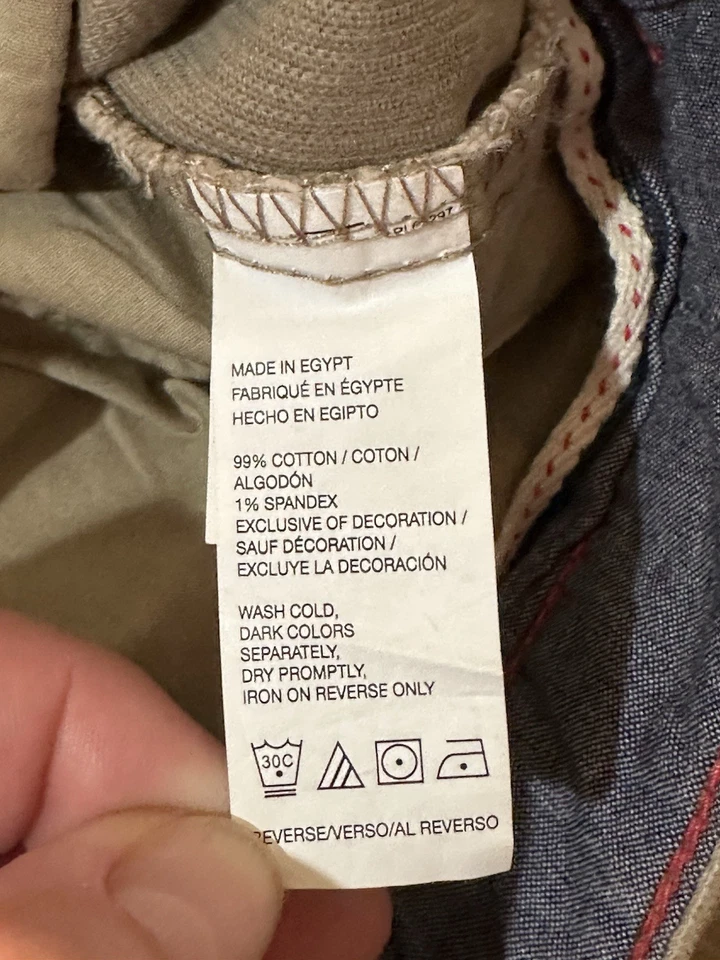 MADE IN EGYPT
FABRIQUÉ EN ÉGYPTE
HECHO EN EGIPTO
99% COTTON / COTON /
ALGODÓN
1% SPANDEX
EXCLUSIVE OF DECORATION /
SAUF DÉCORATION /
EXCLUYE LA DECORACIÓN
WASH COLD,
DARK COLORS
SEPARATELY,
DRY PROMPTLY,
IRON ON REVERSE ONLY
30C
REVERSE/VERSO/AL REVERSO